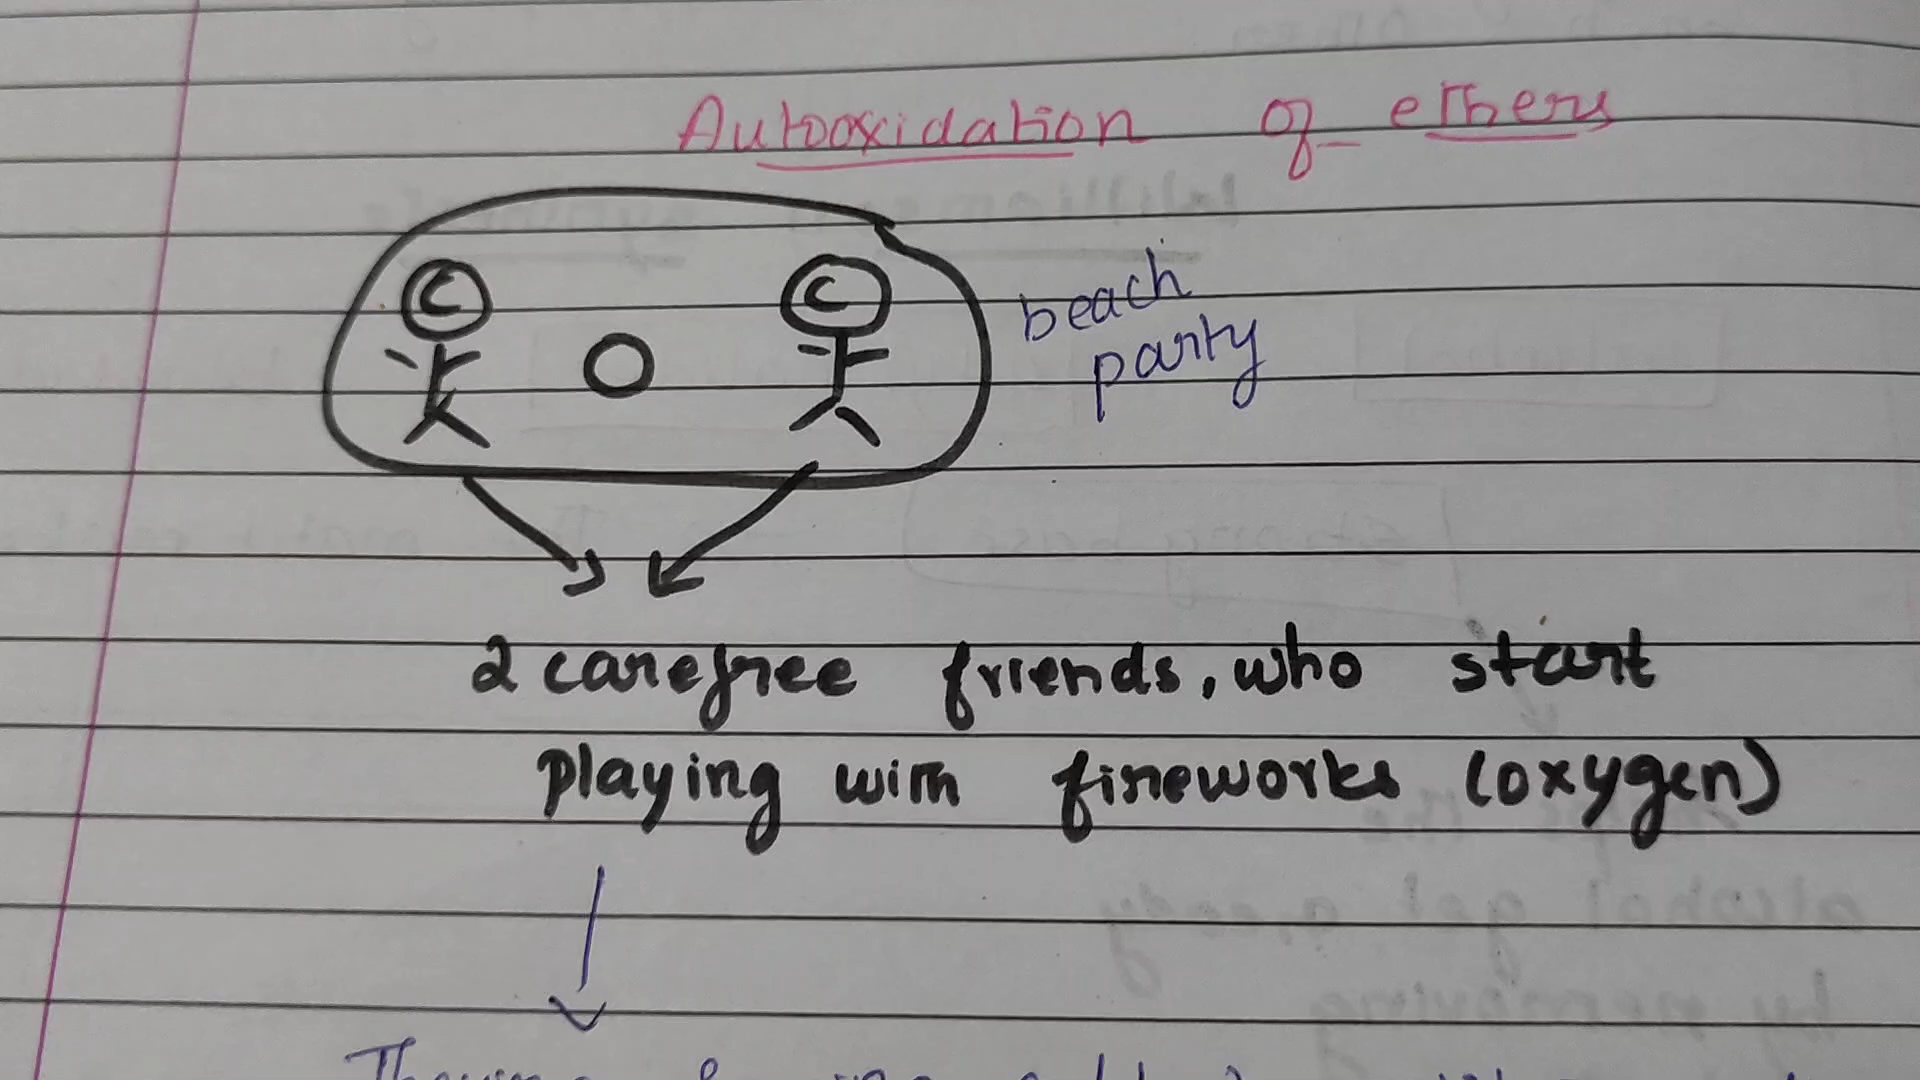 Autooxidation of ethers
C O C
beach
party
2 carefree friends, who start
playing with fireworks (oxygen)